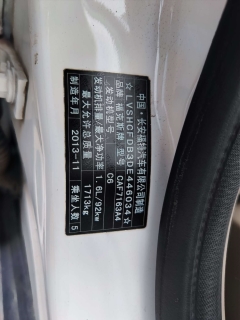 中国·长安福特汽车有限公司制造
☆LVSHCFDB3DE446034☆
品牌 福克斯牌 型号 CAF7163A4
发动机型号 C6
发动机排量/最大净功率 1.6L/92kw
最大允许总质量 1713kg
制造年月 2013-11 乘坐人数 5